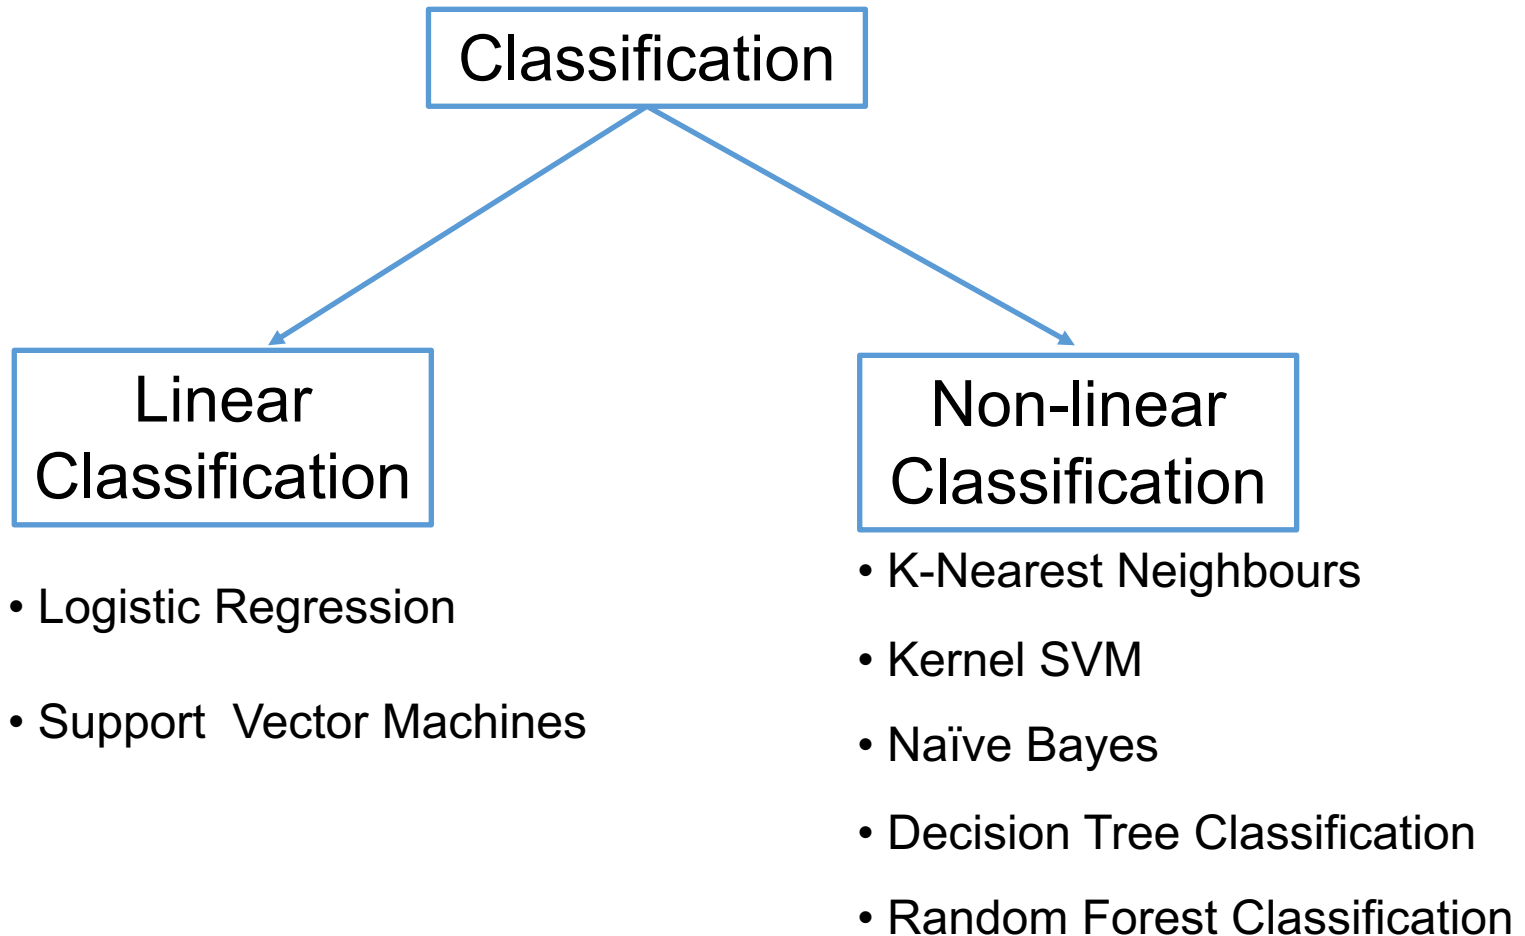 Classification
Linear
Classification
• Logistic Regression
• Support  Vector Machines
Non-linear
Classification
• K-Nearest Neighbours
• Kernel SVM
• Naïve Bayes
• Decision Tree Classification
• Random Forest Classification